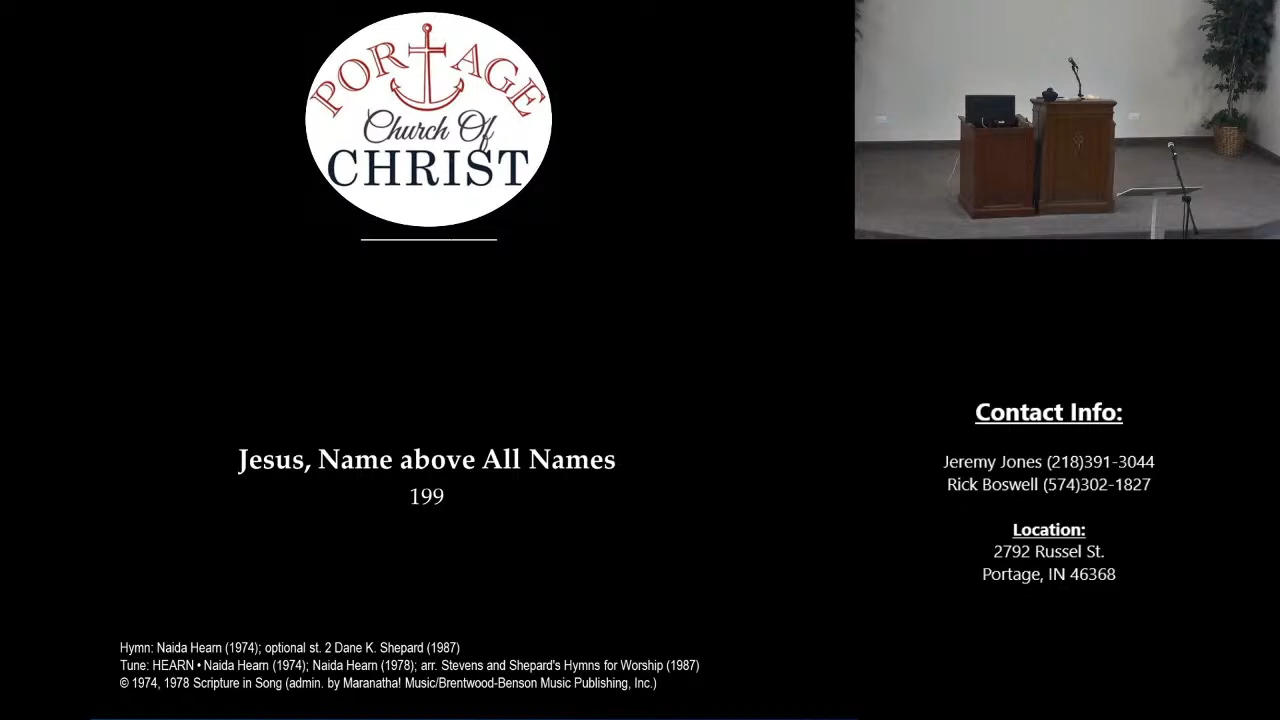 PORTAGE
Church Of
CHRIST
Jesus, Name above All Names
199
Contact Info:
Jeremy Jones (218)391-3044
Rick Boswell (574)302-1827
Location:
2792 Russel St.
Portage, IN 46368
Hymn: Naida Hearn (1974); optional st. 2 Dane K. Shepard (1987)
Tune: HEARN • Naida Hearn (1974); Naida Hearn (1978); arr. Stevens and Shepard's Hymns for Worship (1987)
© 1974, 1978 Scripture in Song (admin. by Maranatha! Music/Brentwood-Benson Music Publishing, Inc.)